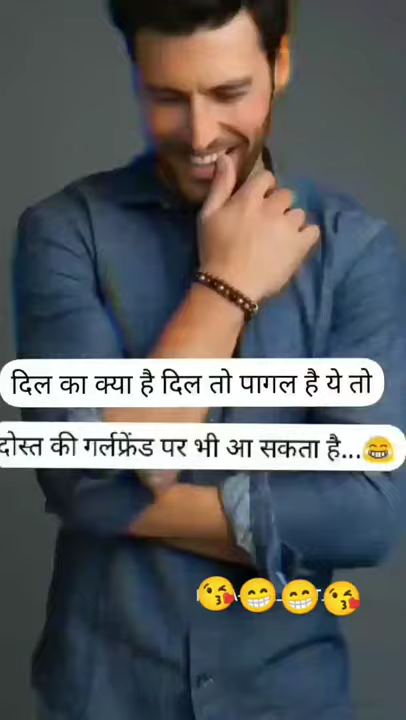 दिल का क्या है दिल तो पागल है ये तो
दोस्त की गर्लफ्रेंड पर भी आ सकता है...😂
😘😁😁😘